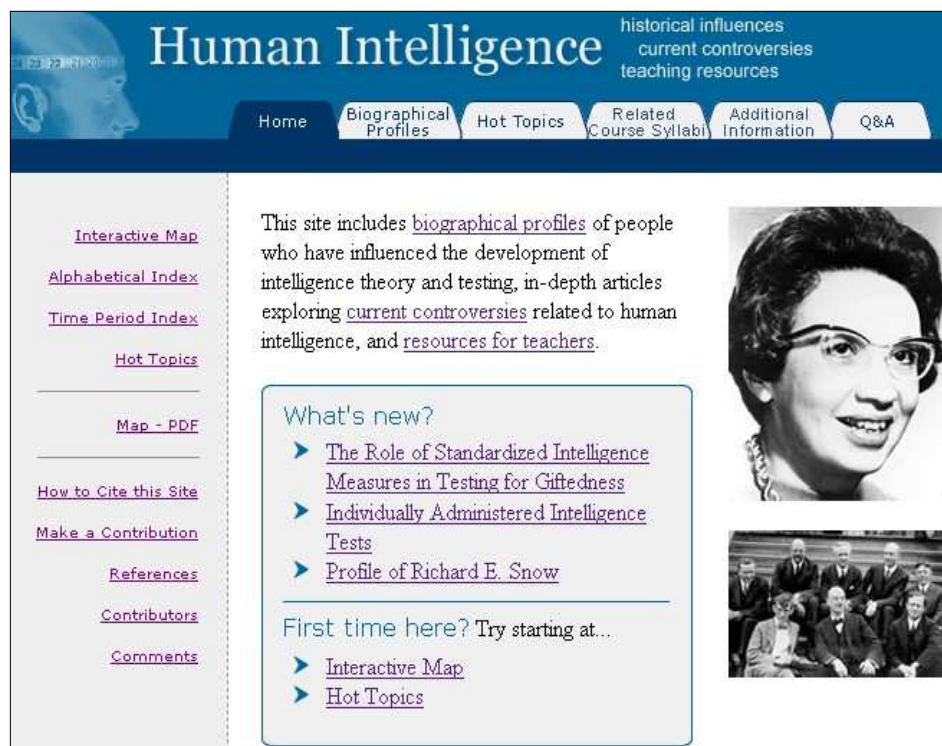 Human Intelligence
historical influences
current controversies
teaching resources
Home
Biographical
Profiles
Hot Topics
Related
Course Syllabi
Additional
Information
Q&A
Interactive Map
Alphabetical Index
Time Period Index
Hot Topics
Map - PDF
How to Cite this Site
Make a Contribution
References
Contributors
Comments
This site includes biographical profiles of people
who have influenced the development of
intelligence theory and testing, in-depth articles
exploring current controversies related to human
intelligence, and resources for teachers.
What's new?
The Role of Standardized Intelligence
Measures in Testing for Giftedness
Individually Administered Intelligence
Tests
Profile of Richard E. Snow
First time here? Try starting at...
Interactive Map
Hot Topics